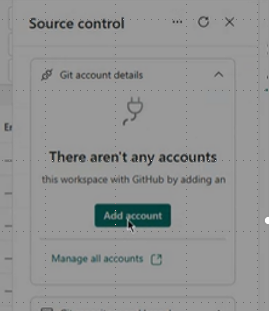 Source control
Git account details
There aren't any accounts
this workspace with GitHub by adding an
Add account
Manage all accounts